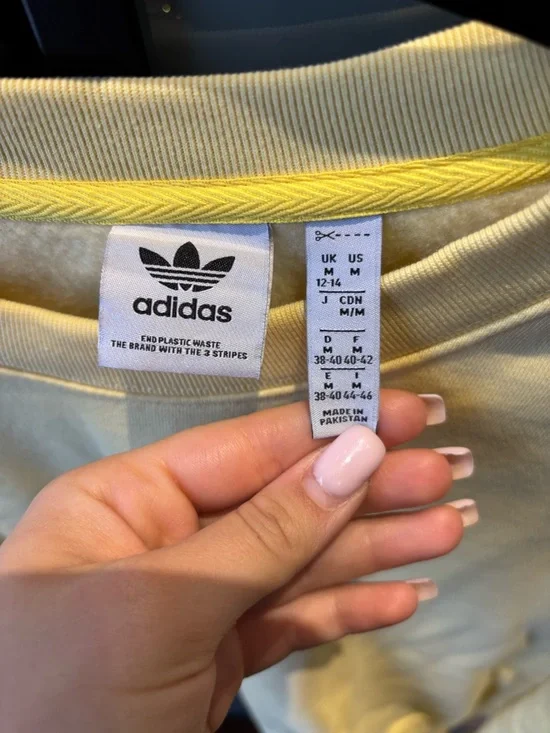 adidas
END PLASTIC WASTE
THE BRAND WITH THE 3 STRIPES
UK US
M M
12-14
J CDN
M/M
D F
M M
38-40 40-42
E I
M M
38-40 44-46
MADE IN
PAKISTAN